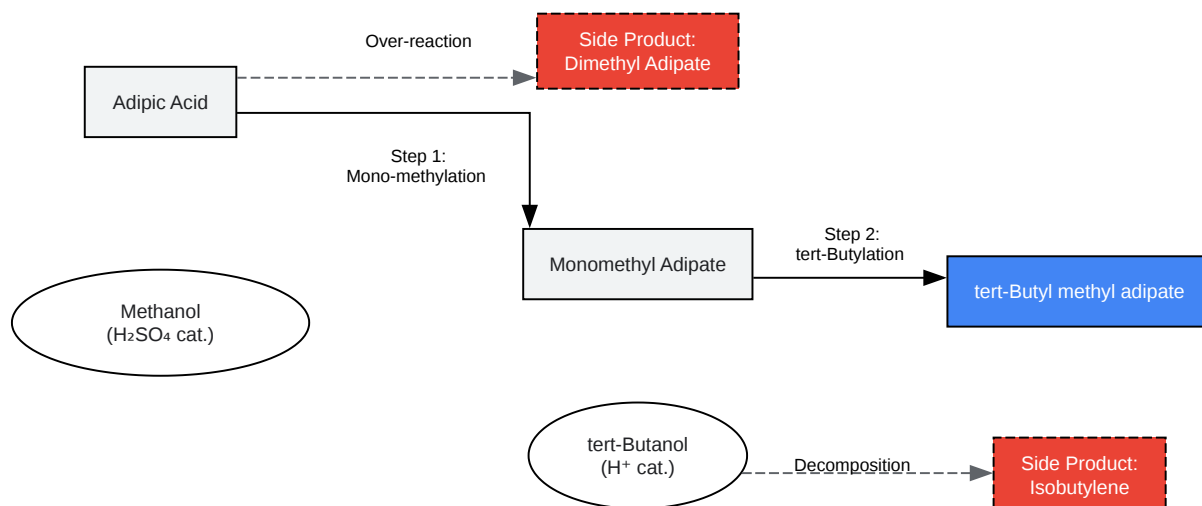 Over-reaction
Side Product:
Dimethyl Adipate
Adipic Acid
Step 1:
Mono-methylation
Monomethyl Adipate
Step 2:
tert-Butylation
tert-Butyl methyl adipate
Methanol
(H₂SO₄ cat.)
tert-Butanol
(H⁺ cat.)
Decomposition
Side Product:
Isobutylene